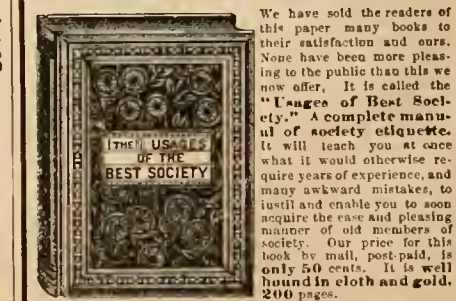 THE USAGES
OF THE
BEST SOCIETY
We have sold the readers of
this paper many books to
their satisfaction and ours.
None have been more pleas-
ing to the public than this we
now offer. It is called the
"Usages of Best Soci-
ety." A complete manu-
al of society etiquette.
It will teach you at once
what it would otherwise re-
quire years of experience, and
many awkward mistakes, to
instil and enable you to soon
acquire the ease and pleasing
manner of old members of
society. Our price for this
book by mail, post-paid, is
only 50 cents. It is well
bound in cloth and gold.
200 pages.